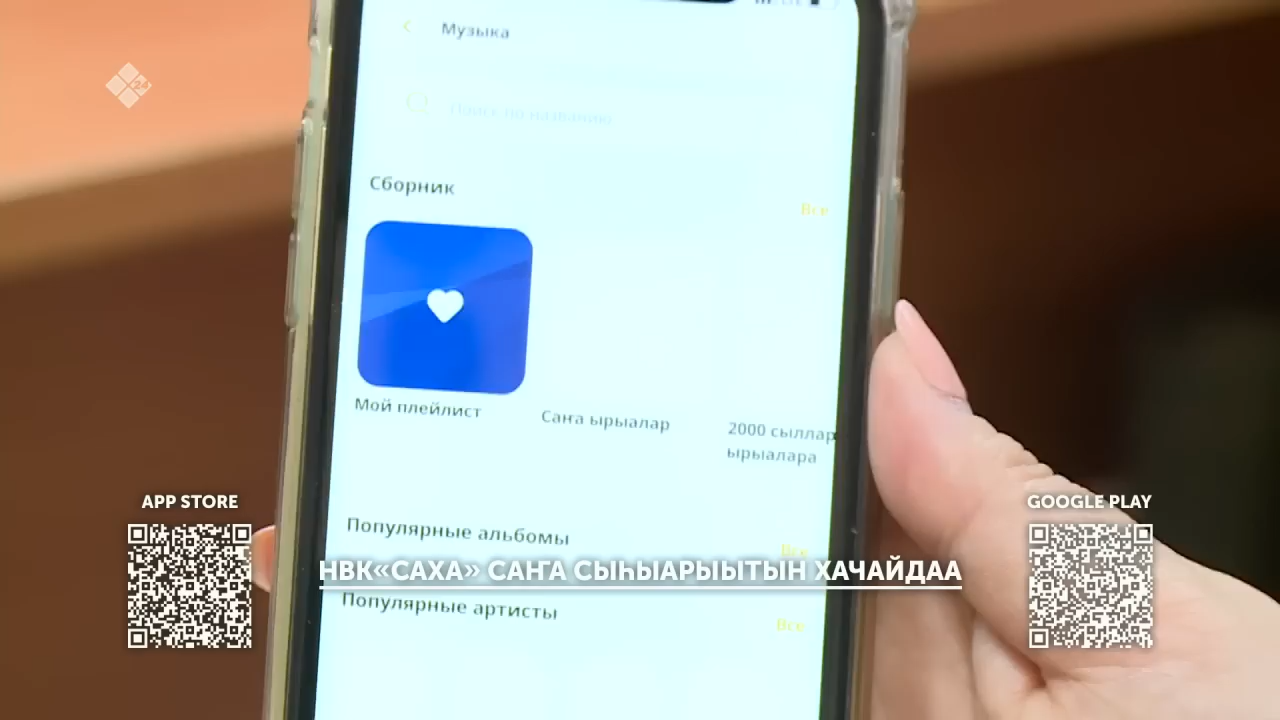 Музыка
24
Поиск по названию
Сборник
Все
Мой плейлист
Саҥа ырыалар
2000 сыллар
ырыалара
APP STORE
GOOGLE PLAY
Популярные альбомы
Все
НВК«САХА» САҤА СЫҺЫАРЫЫТЫН ХАЧАЙДАА
Популярные артисты
Все